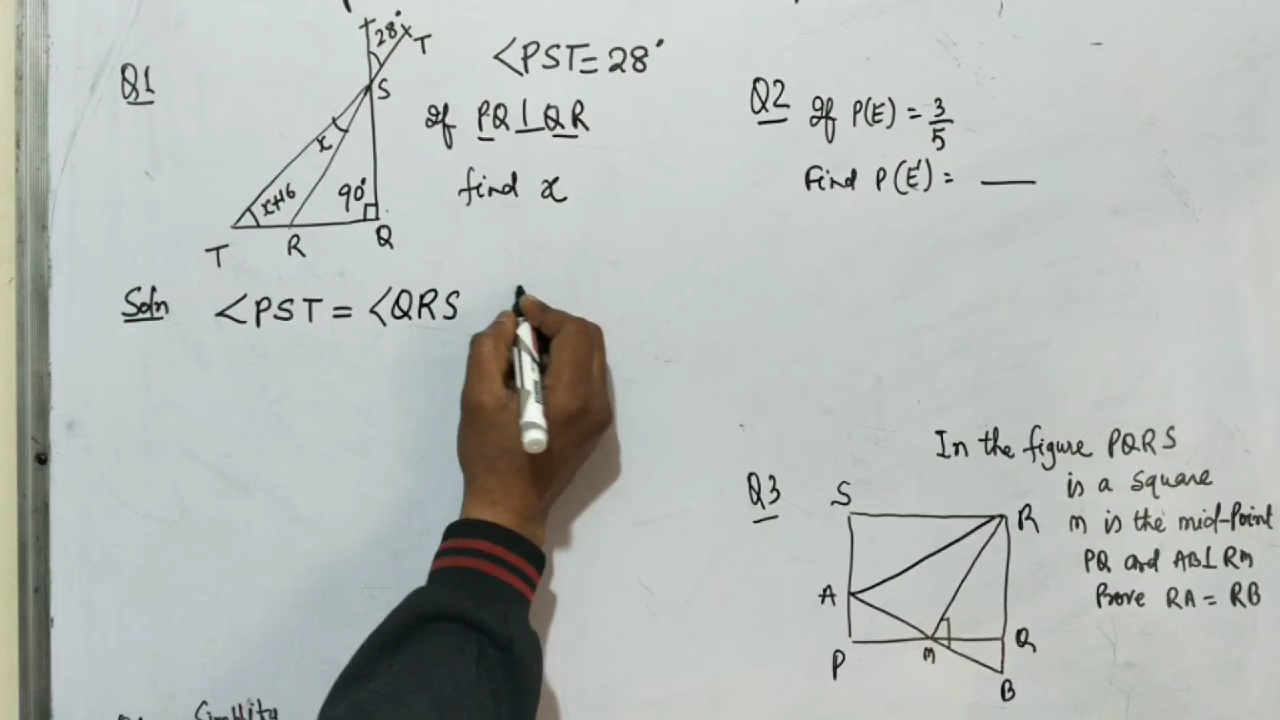 Q1
28°
T
S
x
x+16
90°
T
R
Q
<PST = 28°
If PQ⊥QR
find x
Soln <PST = <QRS
Q2 If P(E) = 3/5
Find P(E') = __
Q3
S
R
A
P
M
Q
B
In the figure PQRS
is a square
M is the mid-point
PQ and AB⊥RM
Prove RA = RB